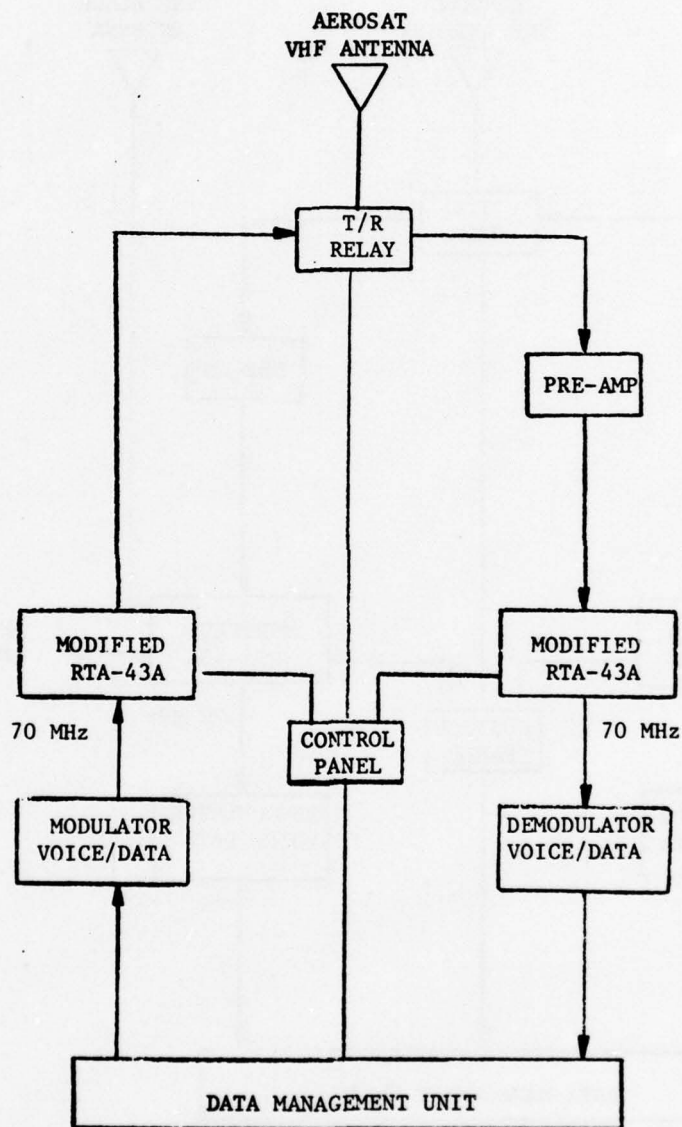 AEROSAT
VHF ANTENNA
T/R
RELAY
PRE-AMP
MODIFIED
RTA-43A
MODIFIED
RTA-43A
70 MHz
70 MHz
CONTROL
PANEL
MODULATOR
VOICE/DATA
DEMODULATOR
VOICE/DATA
DATA MANAGEMENT UNIT